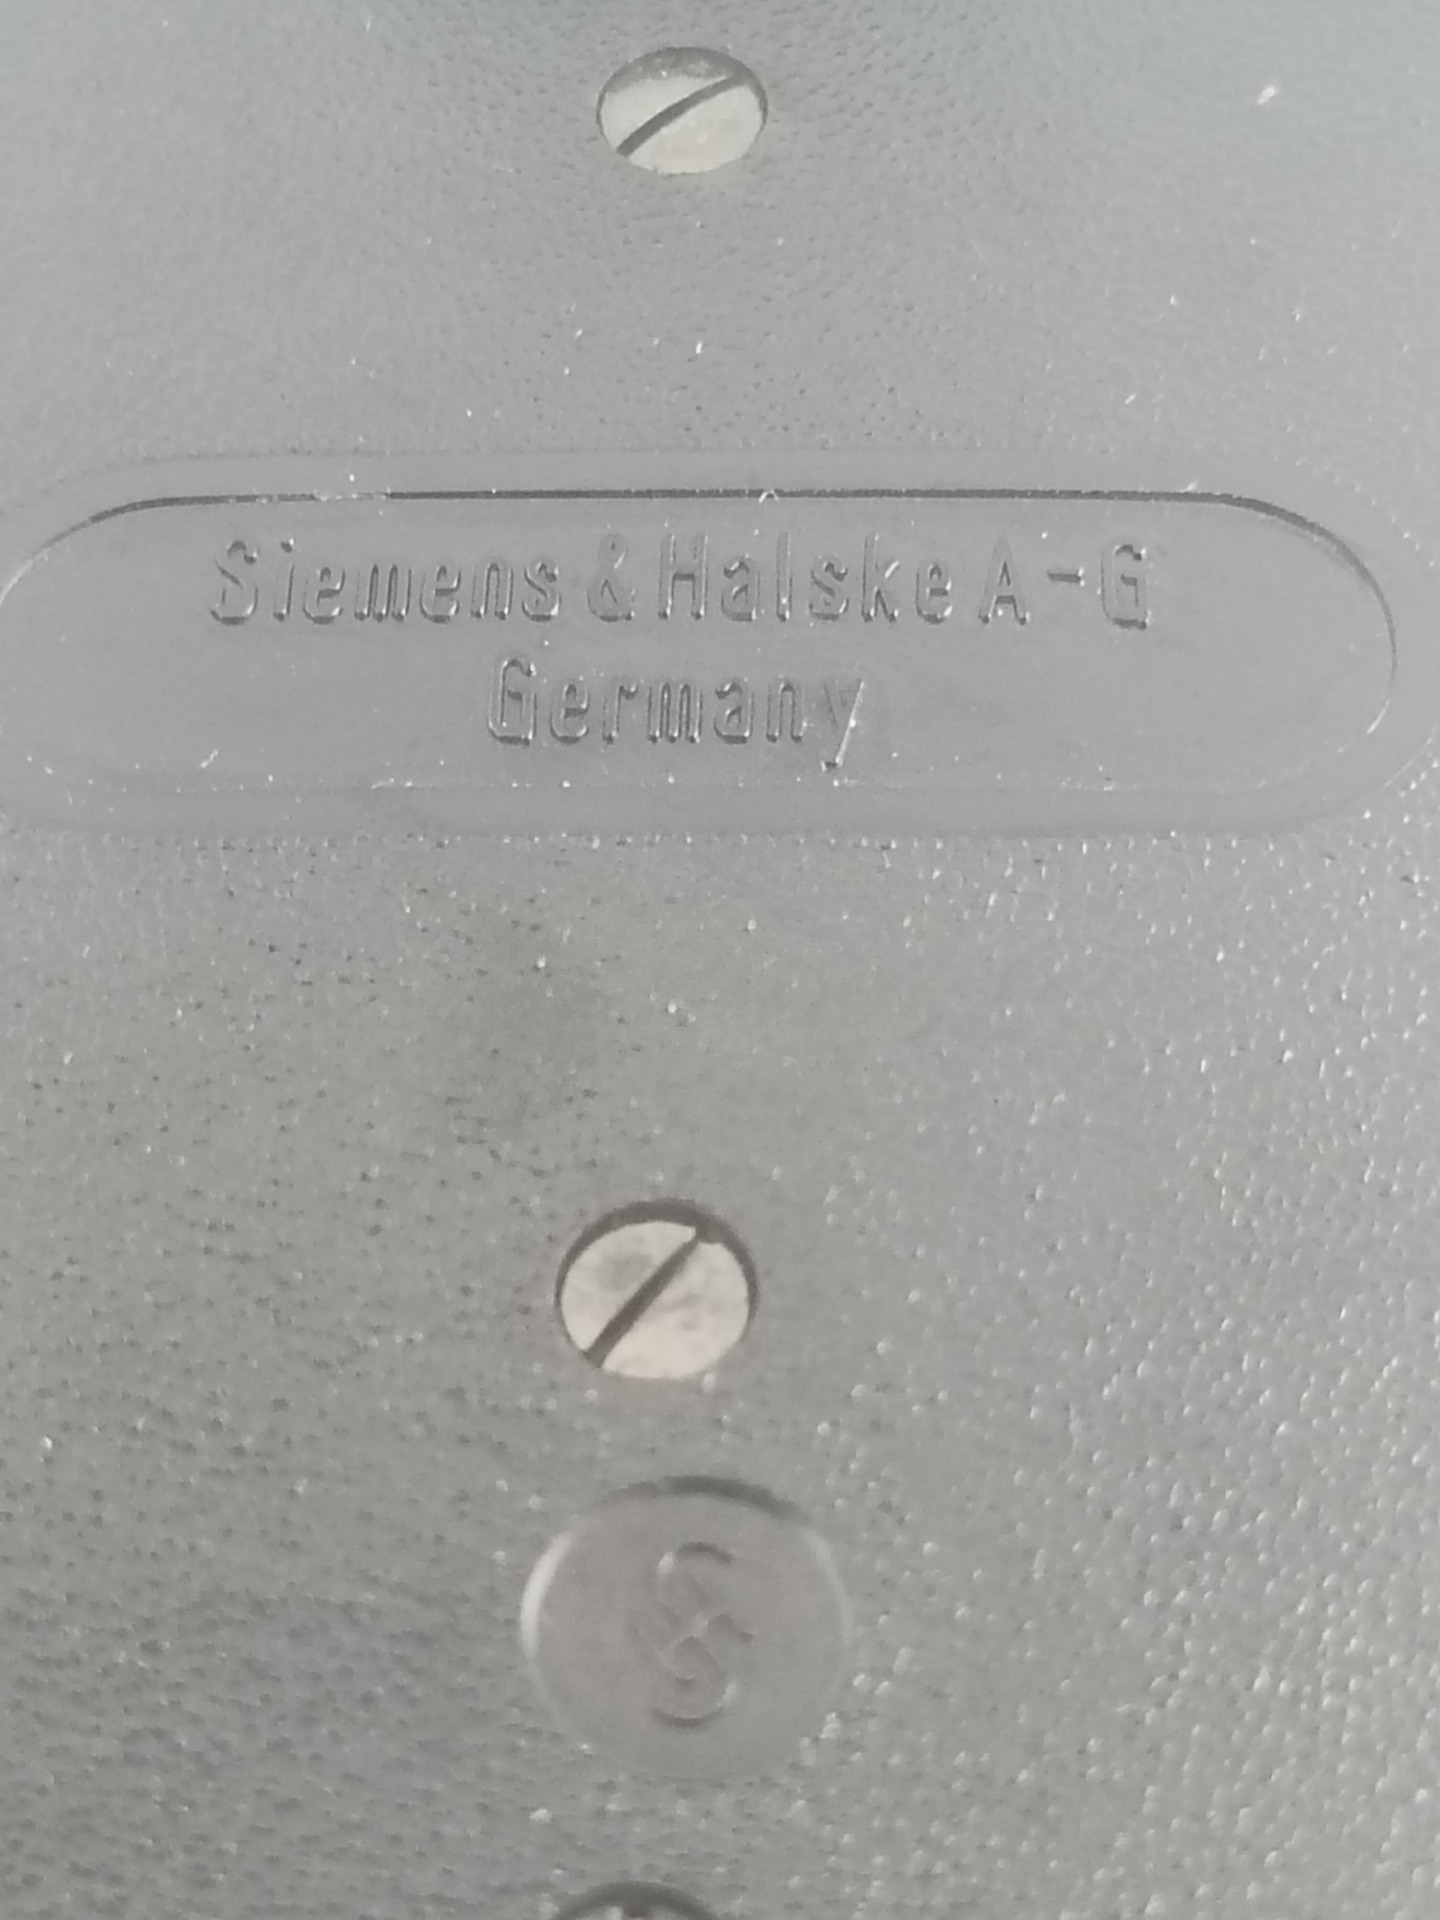 Siemens & Halske A-G
Germany